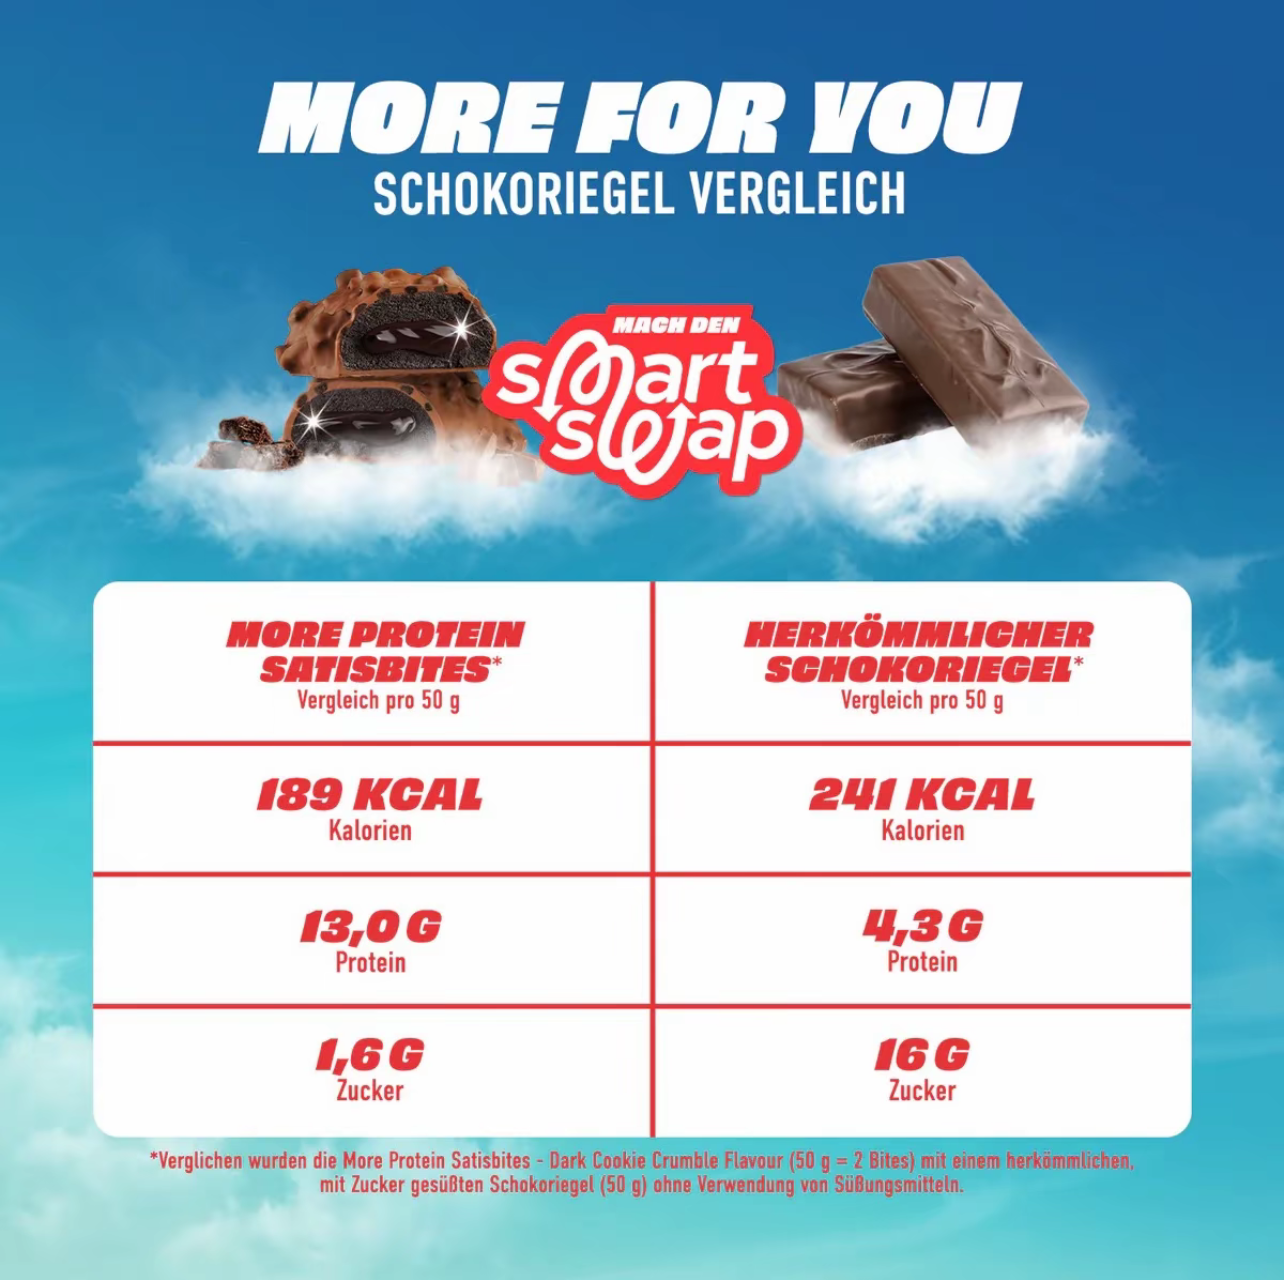 MORE FOR YOU
SCHOKORIEGEL VERGLEICH
MACH DEN
smart
swap
MORE PROTEIN
SATISBITES*
Vergleich pro 50 g
HERKÖMMLICHER
SCHOKORIEGEL*
Vergleich pro 50 g
189 KCAL
Kalorien
241 KCAL
Kalorien
13,0 G
Protein
4,3 G
Protein
1,6 G
Zucker
16 G
Zucker
*Verglichen wurden die More Protein Satisbites - Dark Cookie Crumble Flavour (50 g = 2 Bites) mit einem herkömmlichen,
mit Zucker gesüßten Schokoriegel (50 g) ohne Verwendung von Süßungsmitteln.